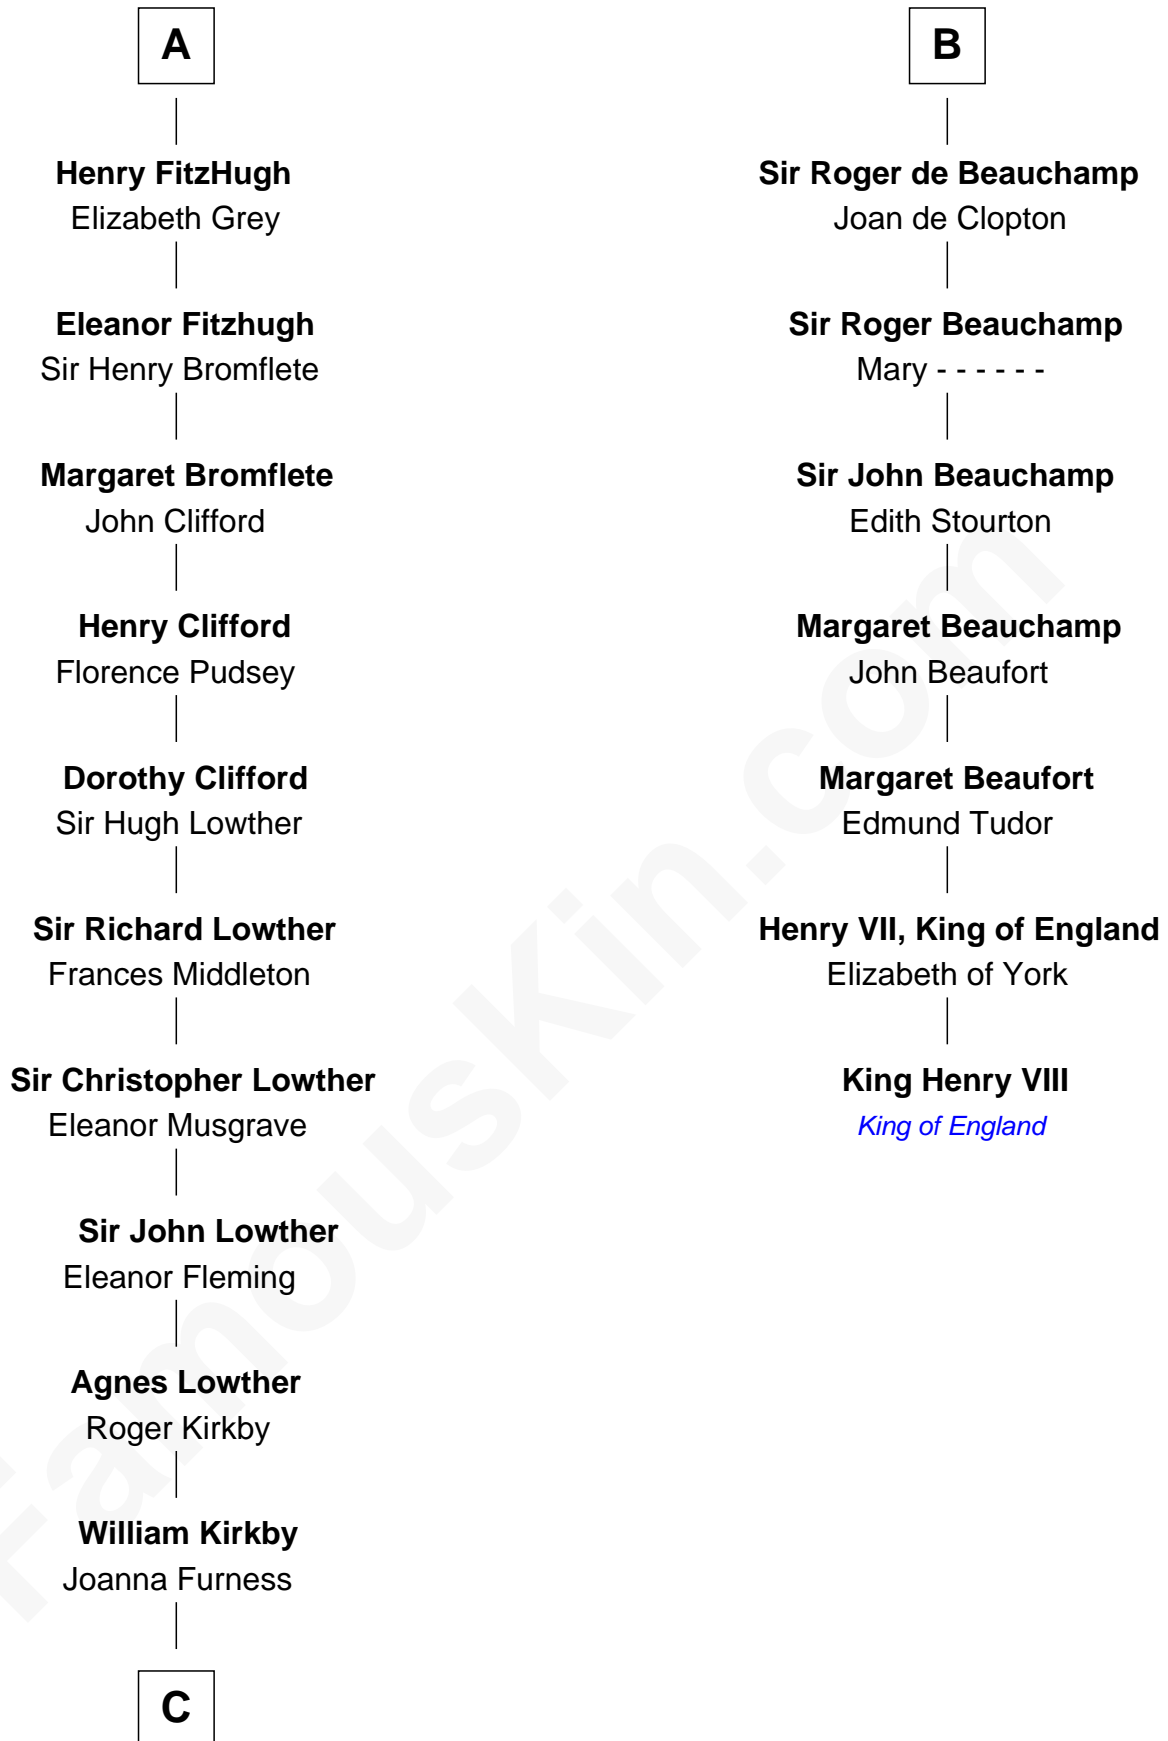 A
Henry FitzHugh
Elizabeth Grey
Eleanor Fitzhugh
Sir Henry Bromflete
Margaret Bromflete
John Clifford
Henry Clifford
Florence Pudsey
Dorothy Clifford
Sir Hugh Lowther
Sir Richard Lowther
Frances Middleton
Sir Christopher Lowther
Eleanor Musgrave
Sir John Lowther
Eleanor Fleming
Agnes Lowther
Roger Kirkby
William Kirkby
Joanna Furness
C
B
Sir Roger de Beauchamp
Joan de Clopton
Sir Roger Beauchamp
Mary - - - - - -
Sir John Beauchamp
Edith Stourton
Margaret Beauchamp
John Beaufort
Margaret Beaufort
Edmund Tudor
Henry VII, King of England
Elizabeth of York
King Henry VIII
King of England
FamousKin.com